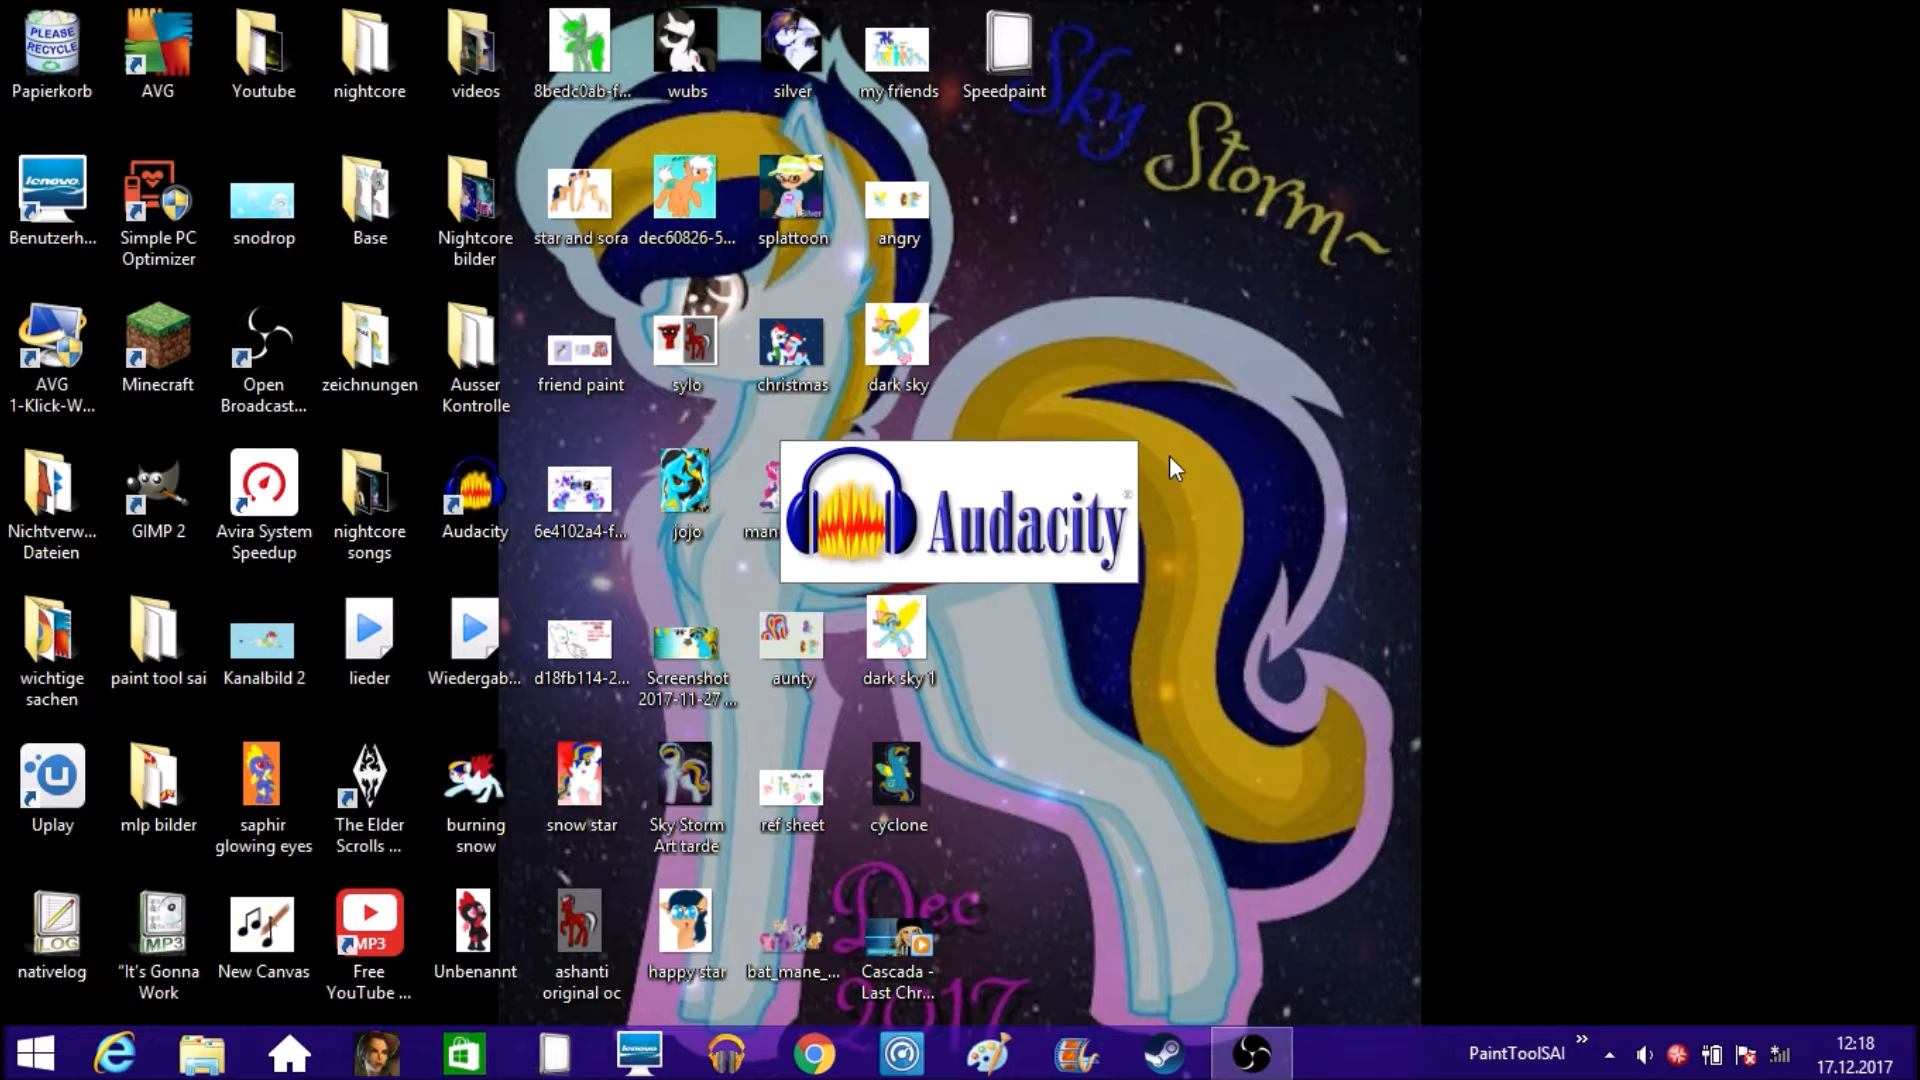 PLEASE
RECYCLE
Papierkorb
AVG
Youtube
nightcore
videos
8bedc0ab-f...
wubs
silver
my friends
Speedpaint
Sky
Storm~
lenovo
Benutzerh...
Simple PC
Optimizer
snodrop
Base
Nightcore
bilder
star and sora
dec60826-5...
silver
splattoon
angry
AVG
1-Klick-W...
Minecraft
Open
Broadcast...
zeichnungen
Ausser
Kontrolle
friend paint
sylo
christmas
dark sky
Nichtverw...
Dateien
GIMP 2
Avira System
Speedup
nightcore
songs
Audacity
6e4102a4-f...
jojo
man
Audacity®
wichtige
sachen
paint tool sai
Kanalbild 2
lieder
Wiedergab...
d18fb114-2...
Screenshot
2017-11-27 ...
aunty
dark sky 1
Uplay
mlp bilder
saphir
glowing eyes
The Elder
Scrolls ...
burning
snow
snow star
Sky Storm
Art tarde
ref sheet
cyclone
Dec
2017
LOG
nativelog
MP3
"It's Gonna
Work
New Canvas
MP3
Free
YouTube ...
Unbenannt
ashanti
original oc
happy star
bat_mane_...
Cascada -
Last Chr...
lenovo
PaintToolSAI
12:18
17.12.2017